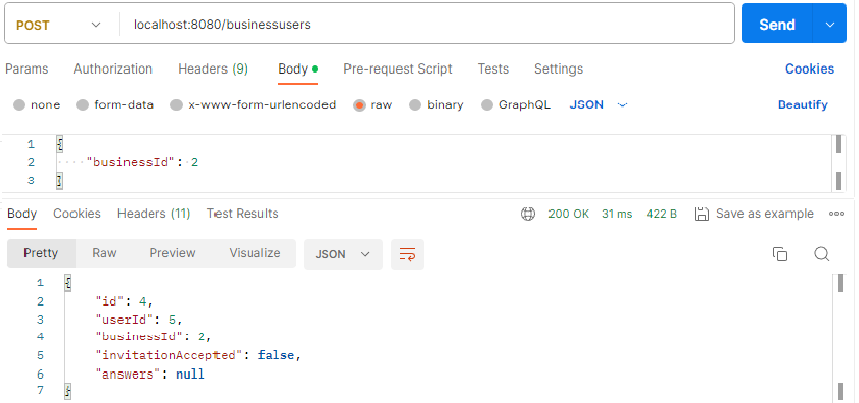 POST localhost:8080/businessusers Send
Params Authorization Headers (9) Body Pre-request Script Tests Settings Cookies
none form-data x-www-form-urlencoded raw binary GraphQL JSON Beautify
1 {
2 "businessId": 2
3 }
Body Cookies Headers (11) Test Results 200 OK 31 ms 422 B Save as example
Pretty Raw Preview Visualize JSON
1 {
2 "id": 4,
3 "userId": 5,
4 "businessId": 2,
5 "invitationAccepted": false,
6 "answers": null
7 }